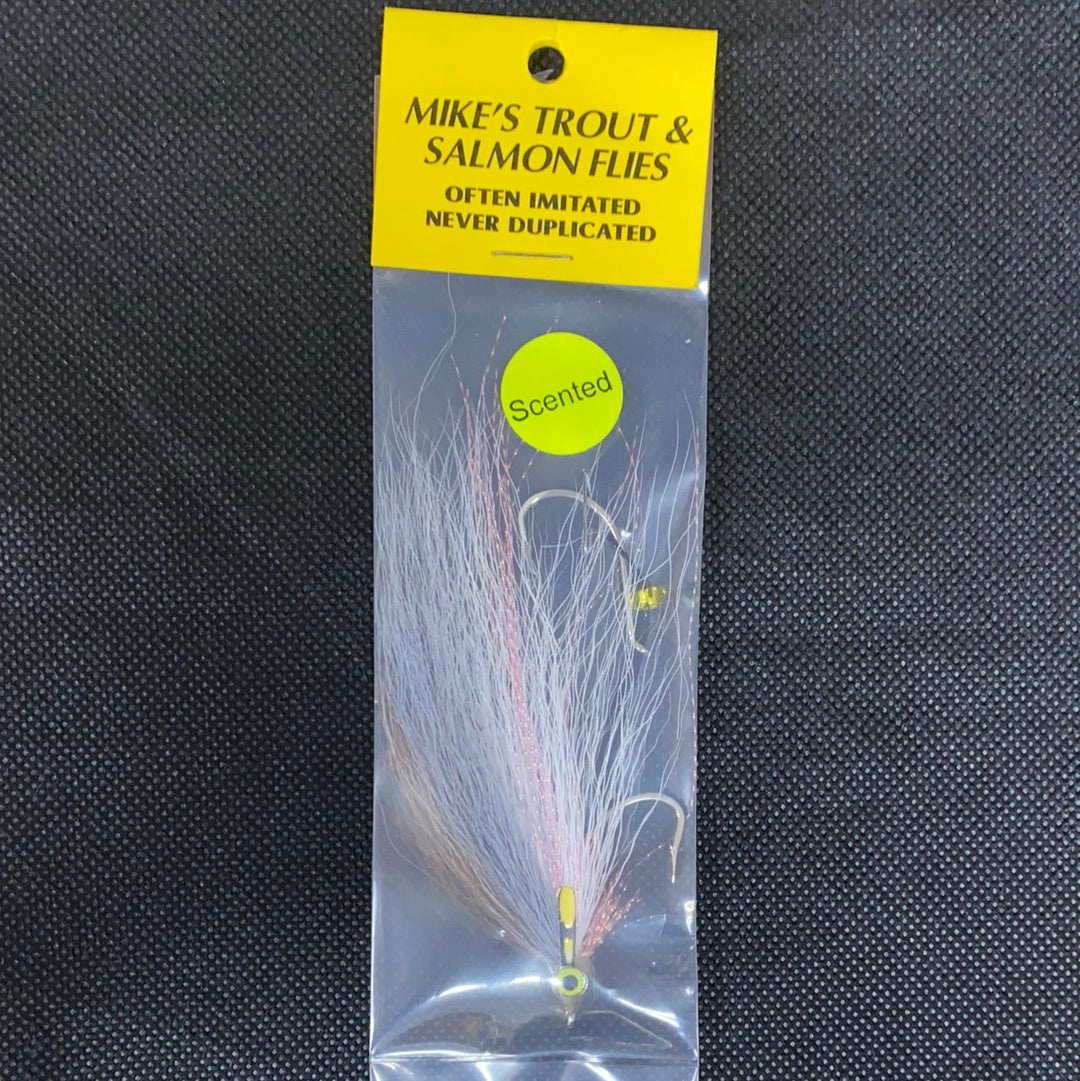 MIKE'S TROUT &
SALMON FLIES
OFTEN IMITATED
NEVER DUPLICATED
Scented